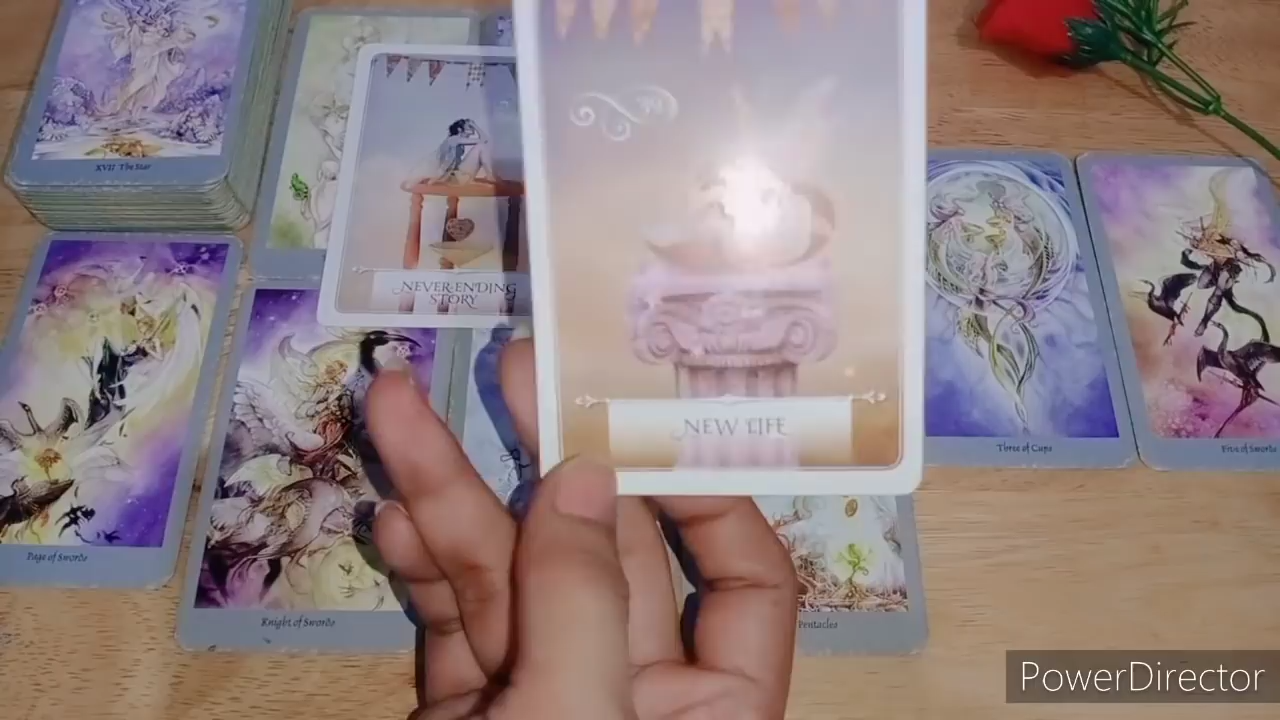 XVII The Star
NEVER-ENDING
STORY
NEW LIFE
Three of Cups
Five of Swords
Page of Swords
Knight of Swords
Pentacles
PowerDirector